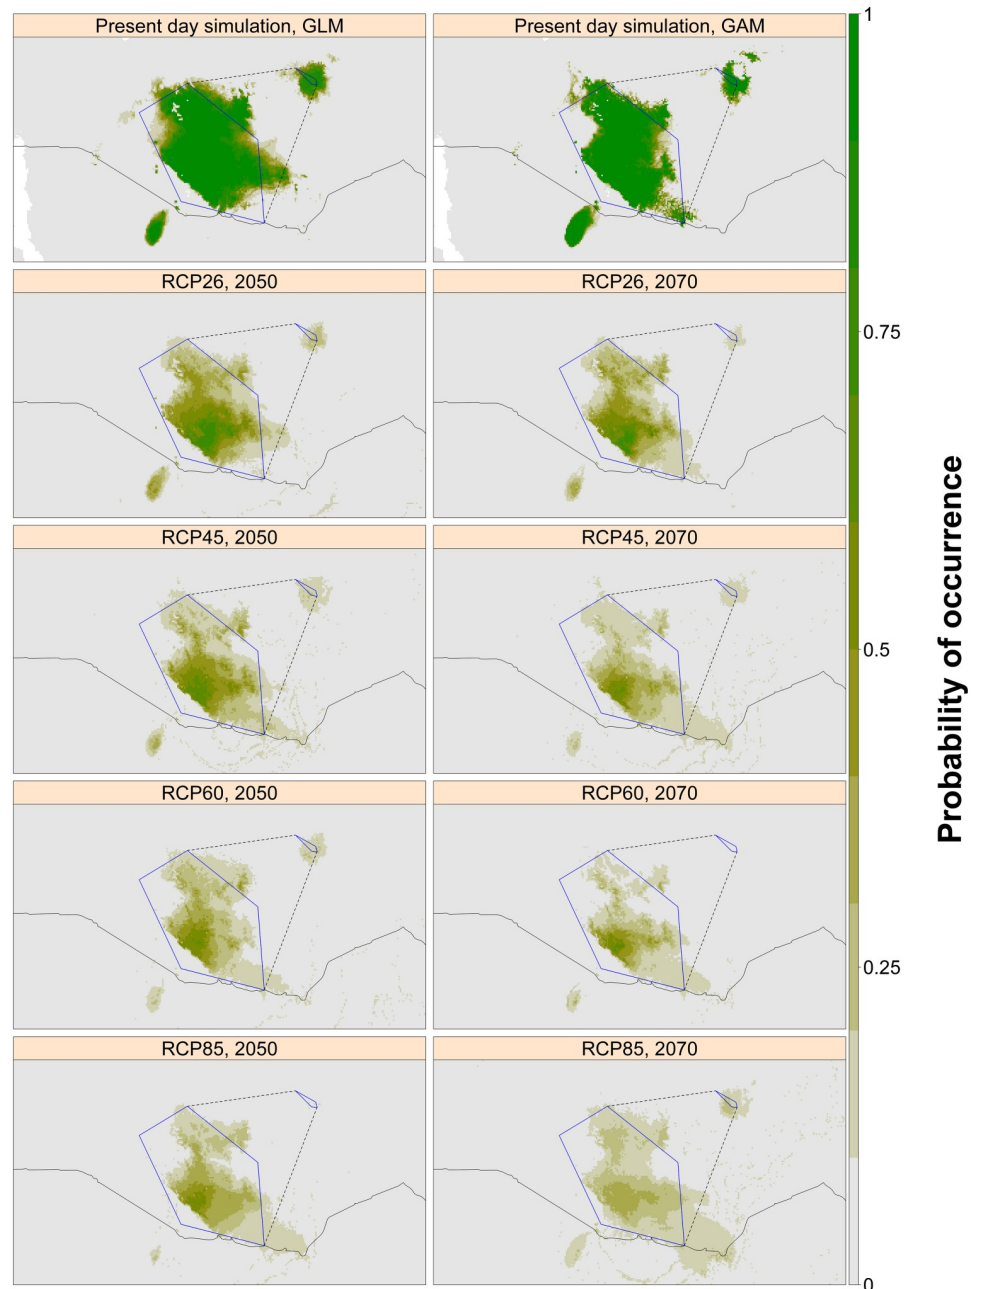 Present day simulation, GLM
Present day simulation, GAM
RCP26, 2050
RCP26, 2070
RCP45, 2050
RCP45, 2070
RCP60, 2050
RCP60, 2070
RCP85, 2050
RCP85, 2070
1
0.75
0.5
0.25
0
Probability of occurrence